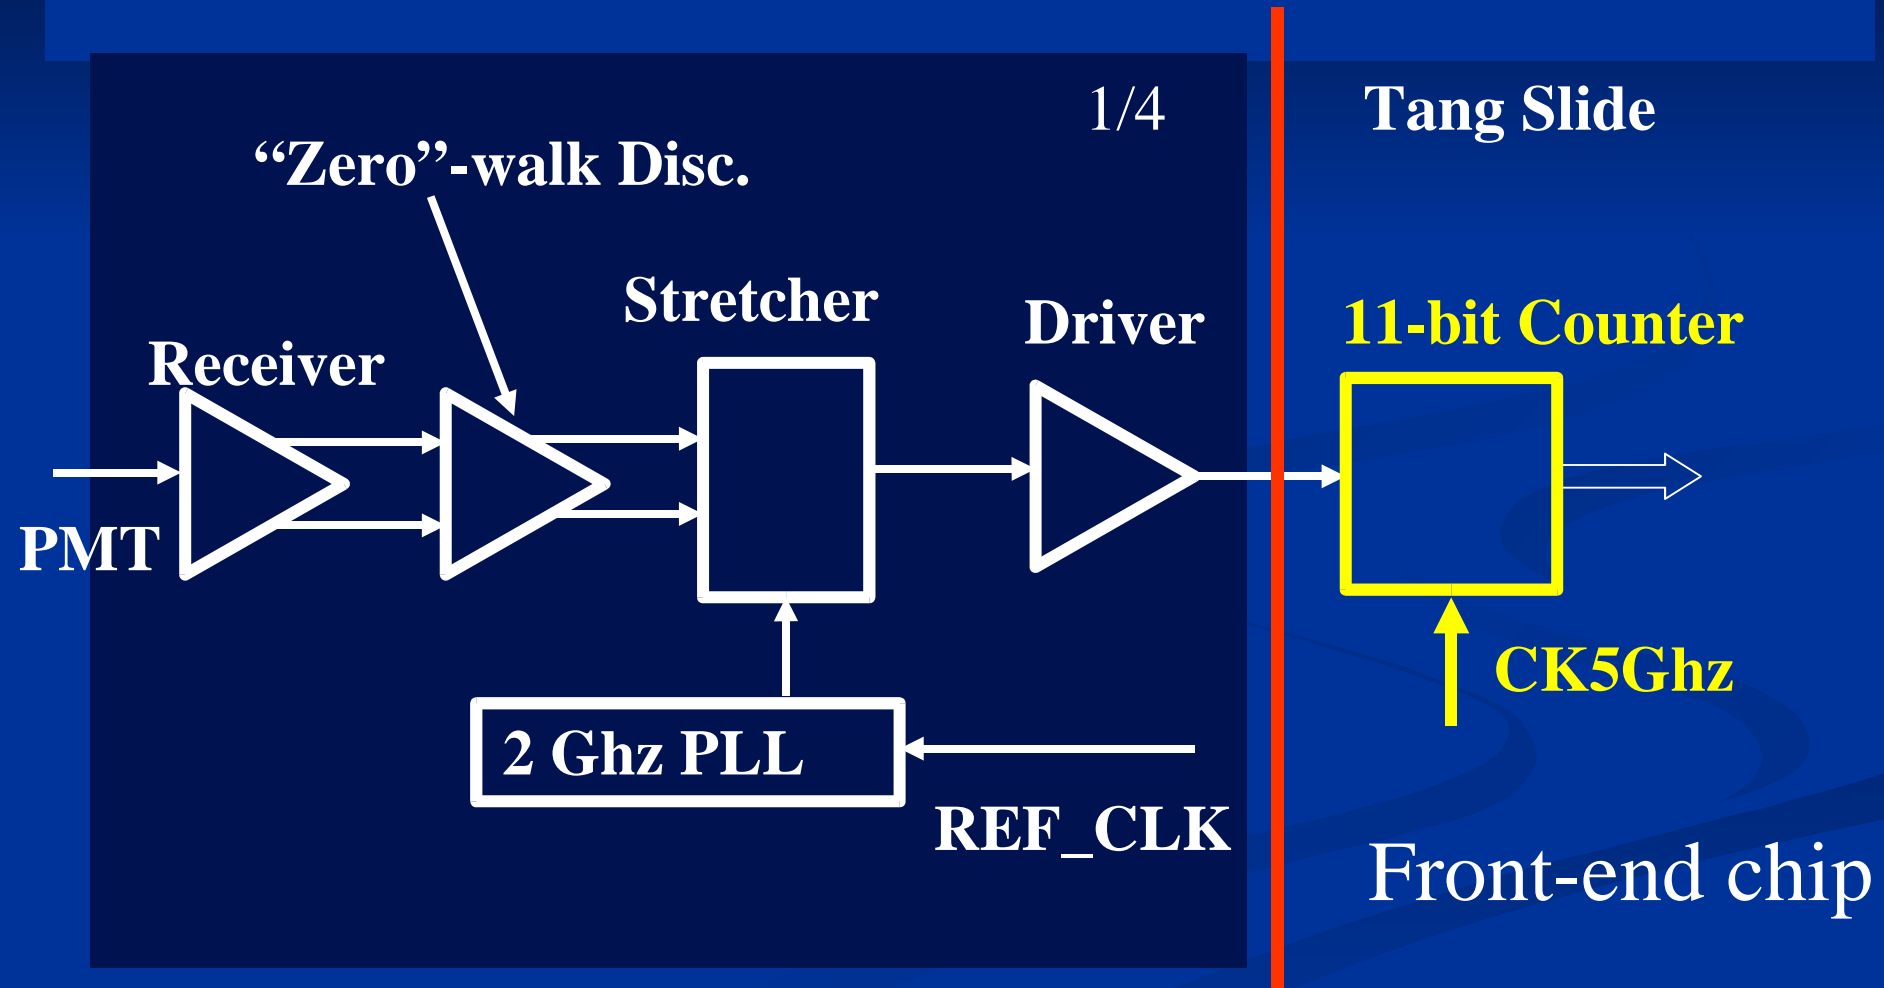 1/4
Tang Slide
“Zero”-walk Disc.
Stretcher
Driver
11-bit Counter
Receiver
PMT
CK5Ghz
2 Ghz PLL
REF_CLK
Front-end chip